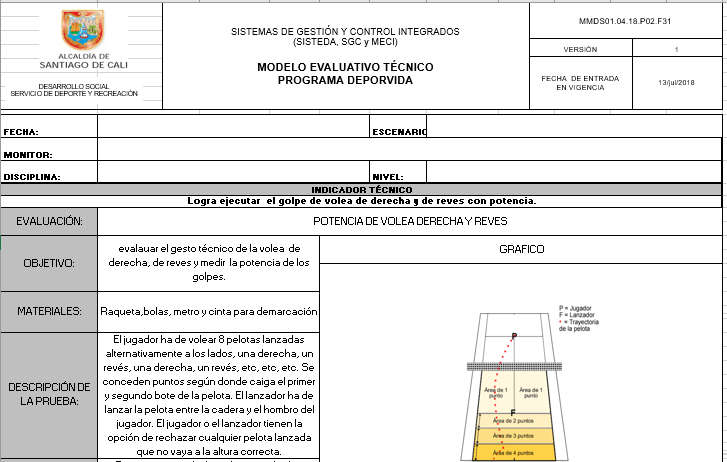 ALCALDÍA DE
SANTIAGO DE CALI
DESARROLLO SOCIAL
SERVICIO DE DEPORTE Y RECREACIÓN
SISTEMAS DE GESTIÓN Y CONTROL INTEGRADOS
(SISTEDA, SGC y MECI)
MODELO EVALUATIVO TÉCNICO
PROGRAMA DEPORVIDA
MMDS01.04.18.P02.F31
VERSIÓN
1
FECHA DE ENTRADA
EN VIGENCIA
13/jul/2018
FECHA:
ESCENARIO
MONITOR:
DISCIPLINA:
NIVEL:
INDICADOR TÉCNICO
Logra ejecutar el golpe de volea de derecha y de reves con potencia.
EVALUACIÓN:
POTENCIA DE VOLEA DERECHA Y REVES
OBJETIVO:
evalauar el gesto técnico de la volea de
derecha, de reves y medir la potencia de los
golpes.
GRAFICO
MATERIALES:
Raqueta,bolas, metro y cinta para demarcación
DESCRIPCIÓN DE
LA PRUEBA:
El jugador ha de volear 8 pelotas lanzadas
alternativamente a los lados, una derecha, un
revés, una derecha, un revés, etc, etc, etc. Se
conceden puntos según donde caiga el primer
y segundo bote de la pelota. El lanzador ha de
lanzar la pelota entre la cadera y el hombro del
jugador. El jugador o el lanzador tienen la
opción de rechazar cualquier pelota lanzada
que no vaya a la altura correcta.
P = Jugador
F = Lanzador
• = Trayectoria
de la pelota
P
Área de 1
punto
Área de 1
punto
F
Área de 2 puntos
Área de 3 puntos
Área de 4 puntos